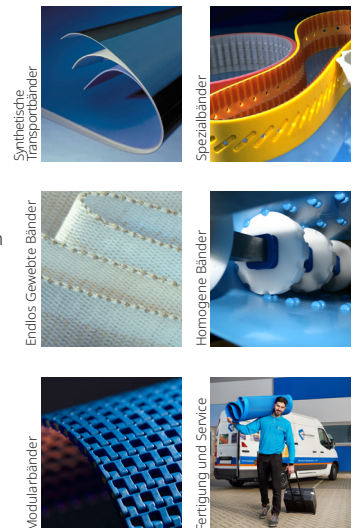 Synthetische
Transportbänder
Spezialbänder
Endlos Gewebte Bänder
Homogene Bänder
Modularbänder
Fertigung und Service